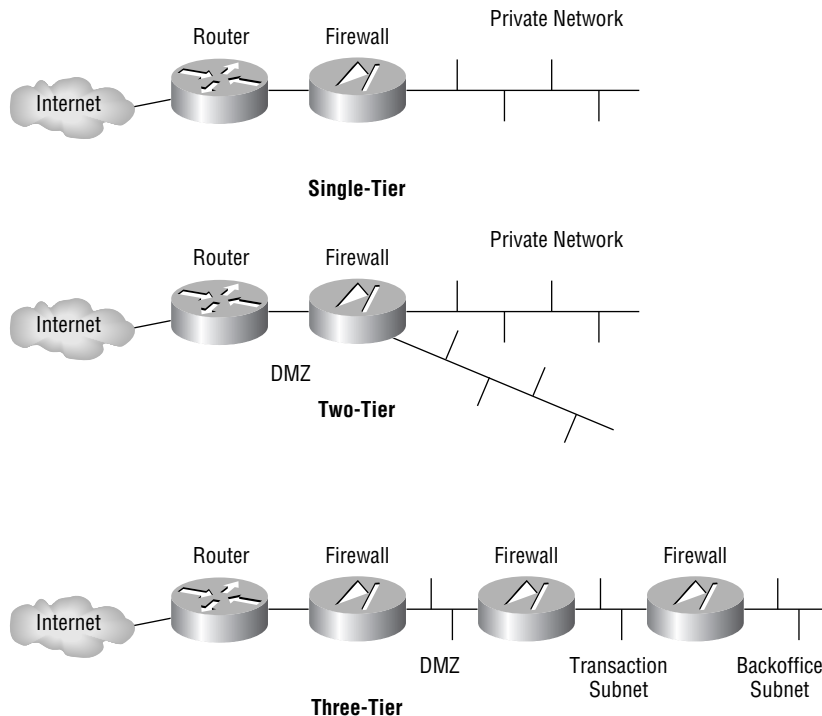 Private Network
Router Firewall
Internet
Single-Tier
Private Network
Router Firewall
Internet
DMZ
Two-Tier
Router Firewall Firewall Firewall
Internet
DMZ Transaction Backoffice
Subnet Subnet
Three-Tier